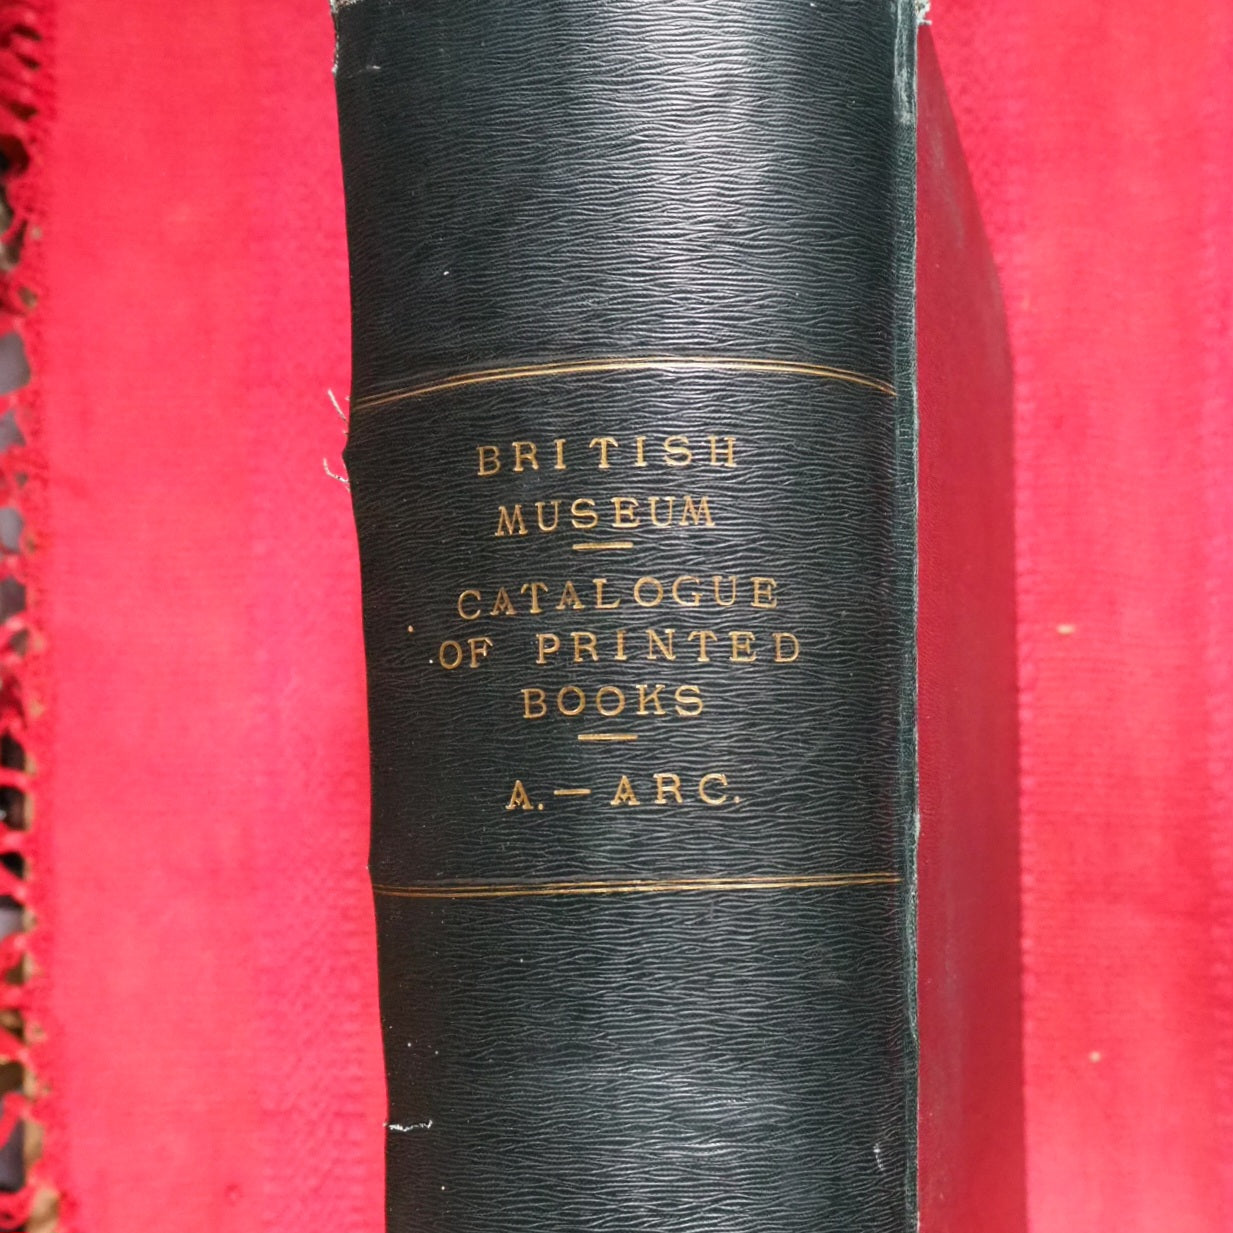 BRITISH
MUSEUM
CATALOGUE
OF PRINTED
BOOKS
A.—ARC.